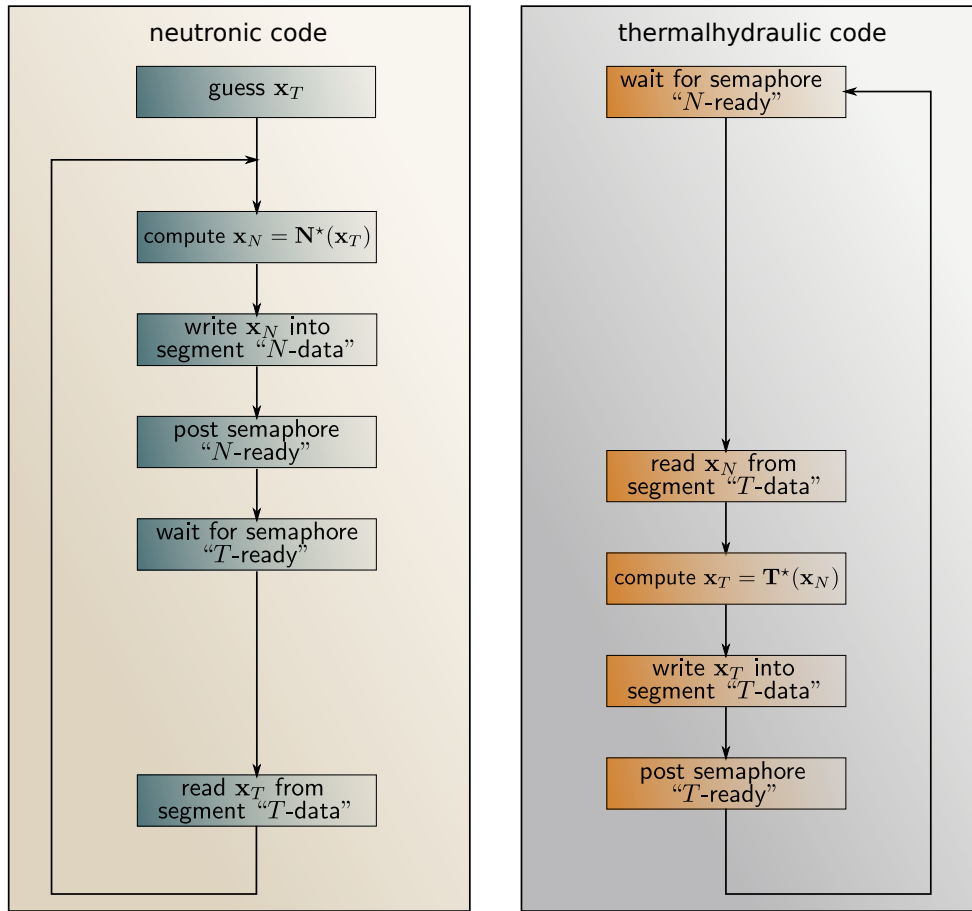 neutronic code
guess x_T
compute x_N = N⋆(x_T)
write x_N into
segment “N-data”
post semaphore
“N-ready”
wait for semaphore
“T-ready”
read x_T from
segment “T-data”
thermalhydraulic code
wait for semaphore
“N-ready”
read x_N from
segment “T-data”
compute x_T = T⋆(x_N)
write x_T into
segment “T-data”
post semaphore
“T-ready”